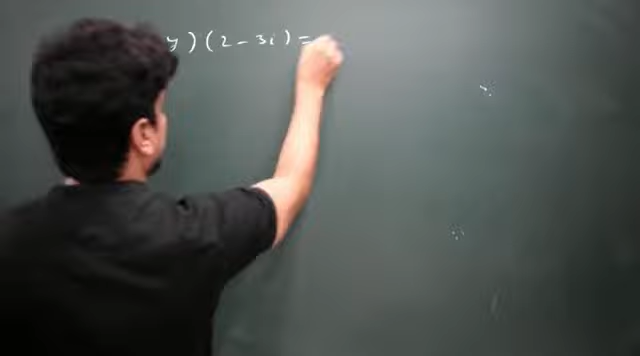 y) (2 - 3i) =